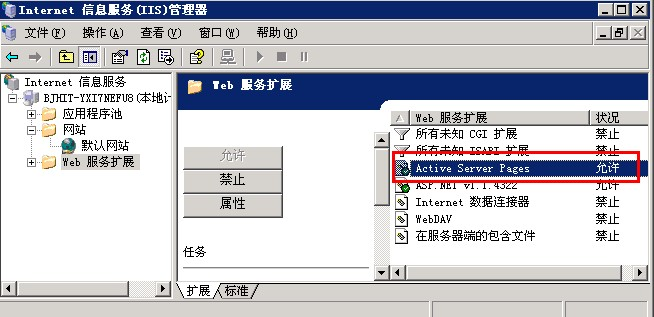 Internet 信息服务(IIS)管理器
文件(F) 操作(A) 查看(V) 窗口(W) 帮助(H)
Internet 信息服务
BJHIT-YXI7NEFU8(本地计
应用程序池
网站
默认网站
Web 服务扩展
Web 服务扩展
允许
禁止
属性
任务
Web 服务扩展 状况
所有未知 CGI 扩展 禁止
所有未知 ISAPI 扩展 禁止
Active Server Pages 允许
ASP.NET v1.1.4322 允许
Internet 数据连接器 禁止
WebDAV 禁止
在服务器端的包含文件 禁止
扩展 标准